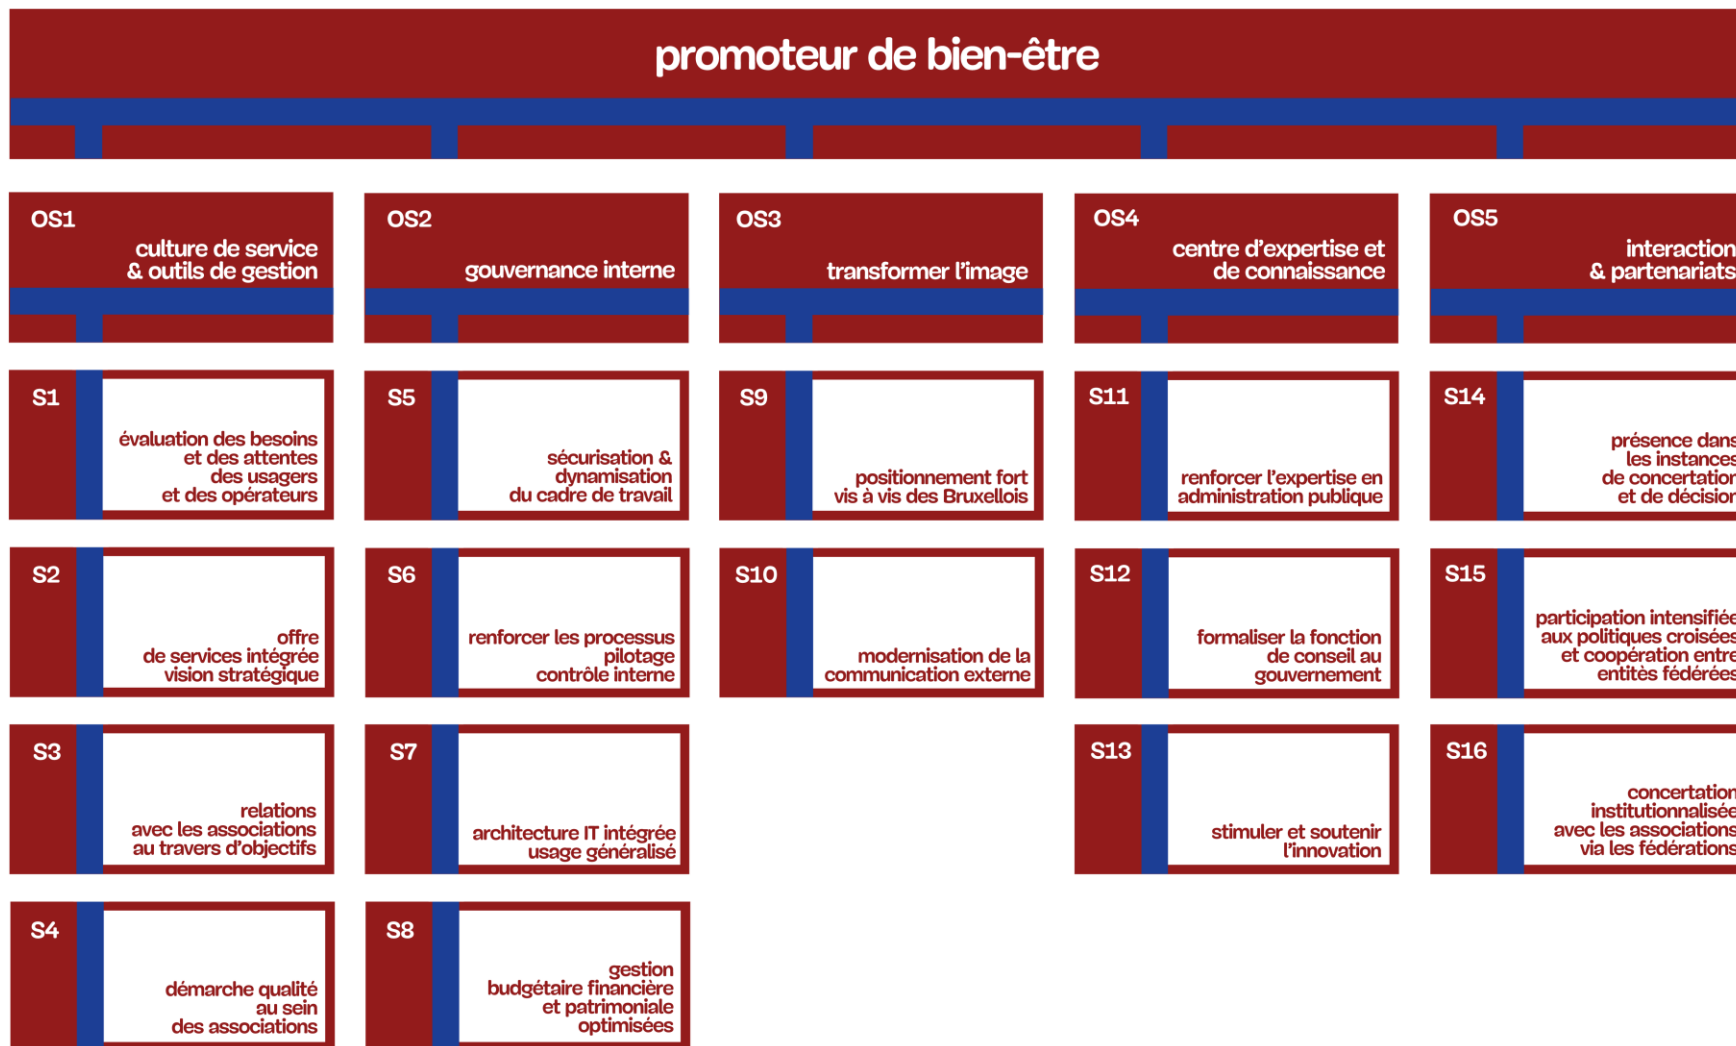 promoteur de bien-être
OS1
culture de service
& outils de gestion
OS2
gouvernance interne
OS3
transformer l'image
OS4
centre d'expertise et
de connaissance
OS5
interaction
& partenariats
S1
évaluation des besoins
et des attentes
des usagers
et des opérateurs
S5
sécurisation &
dynamisation
du cadre de travail
S9
positionnement fort
vis à vis des Bruxellois
S11
renforcer l'expertise en
administration publique
S14
présence dans
les instances
de concertation
et de décision
S2
offre
de services intégrée
vision stratégique
S6
renforcer les processus
pilotage
contrôle interne
S10
modernisation de la
communication externe
S12
formaliser la fonction
de conseil au
gouvernement
S15
participation intensifiée
aux politiques croisées
et coopération entre
entitès fédérées
S3
relations
avec les associations
au travers d'objectifs
S7
architecture IT intégrée
usage généralisé
S13
stimuler et soutenir
l'innovation
S16
concertation
institutionnalisée
avec les associations
via les fédérations
S4
démarche qualité
au sein
des associations
S8
gestion
budgétaire financière
et patrimoniale
optimisées